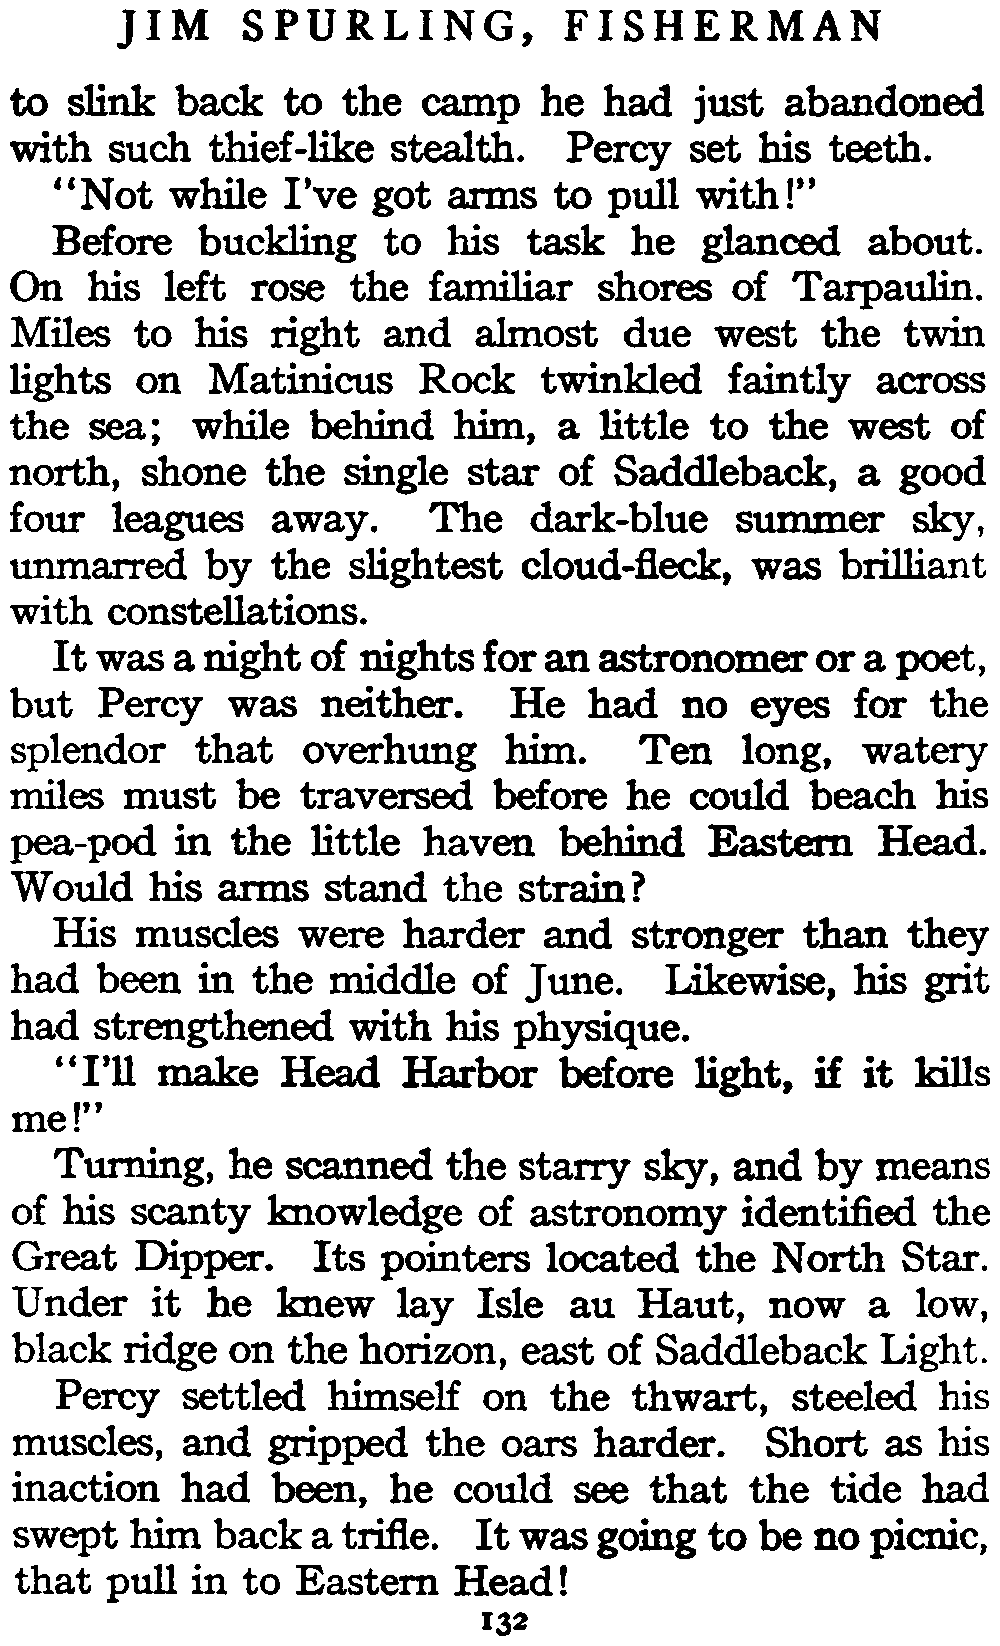 JIM SPURLING, FISHERMAN
to slink back to the camp he had just abandoned
with such thief-like stealth. Percy set his teeth.
"Not while I've got arms to pull with!"
Before buckling to his task he glanced about.
On his left rose the familiar shores of Tarpaulin.
Miles to his right and almost due west the twin
lights on Matinicus Rock twinkled faintly across
the sea; while behind him, a little to the west of
north, shone the single star of Saddleback, a good
four leagues away. The dark-blue summer sky,
unmarred by the slightest cloud-fleck, was brilliant
with constellations.
It was a night of nights for an astronomer or a poet,
but Percy was neither. He had no eyes for the
splendor that overhung him. Ten long, watery
miles must be traversed before he could beach his
pea-pod in the little haven behind Eastern Head.
Would his arms stand the strain?
His muscles were harder and stronger than they
had been in the middle of June. Likewise, his grit
had strengthened with his physique.
"I'll make Head Harbor before light, if it kills
me!"
Turning, he scanned the starry sky, and by means
of his scanty knowledge of astronomy identified the
Great Dipper. Its pointers located the North Star.
Under it he knew lay Isle au Haut, now a low,
black ridge on the horizon, east of Saddleback Light.
Percy settled himself on the thwart, steeled his
muscles, and gripped the oars harder. Short as his
inaction had been, he could see that the tide had
swept him back a trifle. It was going to be no picnic,
that pull in to Eastern Head!
132